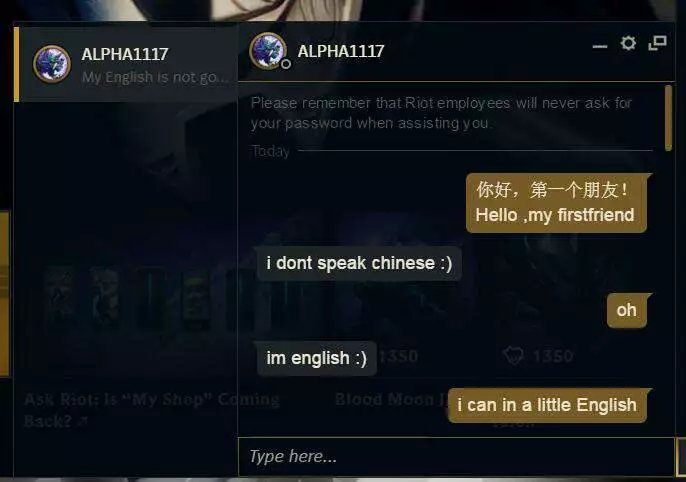 ALPHA1117
My English is not go...
ALPHA1117
Please remember that Riot employees will never ask for
your password when assisting you.
Today
你好，第一个朋友！
Hello ,my firstfriend
i dont speak chinese :)
oh
im english :)
1350
1350
i can in a little English
Ask Riot: Is “My Shop” Coming
Back?
Blood Moon
Type here...